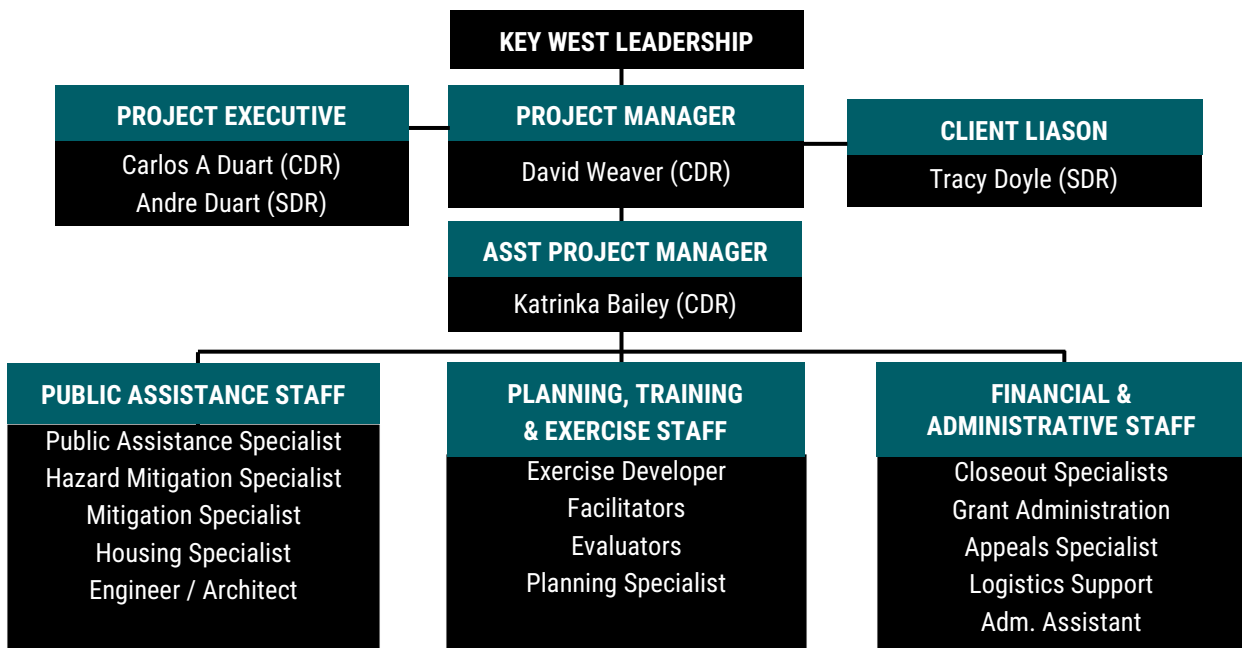 KEY WEST LEADERSHIP
PROJECT EXECUTIVE
Carlos A Duart (CDR)
Andre Duart (SDR)
PROJECT MANAGER
David Weaver (CDR)
CLIENT LIASON
Tracy Doyle (SDR)
ASST PROJECT MANAGER
Katrinka Bailey (CDR)
PUBLIC ASSISTANCE STAFF
Public Assistance Specialist
Hazard Mitigation Specialist
Mitigation Specialist
Housing Specialist
Engineer / Architect
PLANNING, TRAINING
& EXERCISE STAFF
Exercise Developer
Facilitators
Evaluators
Planning Specialist
FINANCIAL &
ADMINISTRATIVE STAFF
Closeout Specialists
Grant Administration
Appeals Specialist
Logistics Support
Adm. Assistant